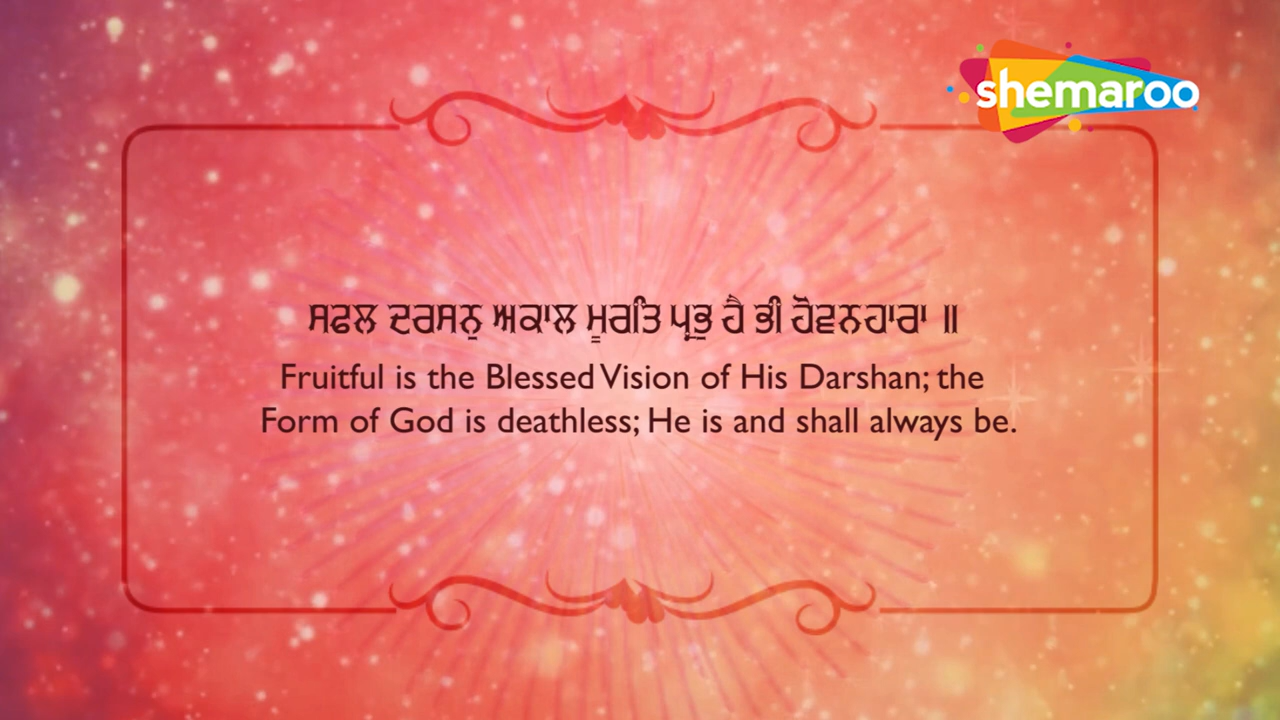 shemaroo
ਸਫਲ ਦਰਸਨੁ ਅਕਾਲ ਮੂਰਤਿ ਪ੍ਰਭੁ ਹੈ ਭੀ ਹੋਵਨਹਾਰਾ ॥
Fruitful is the Blessed Vision of His Darshan; the
Form of God is deathless; He is and shall always be.